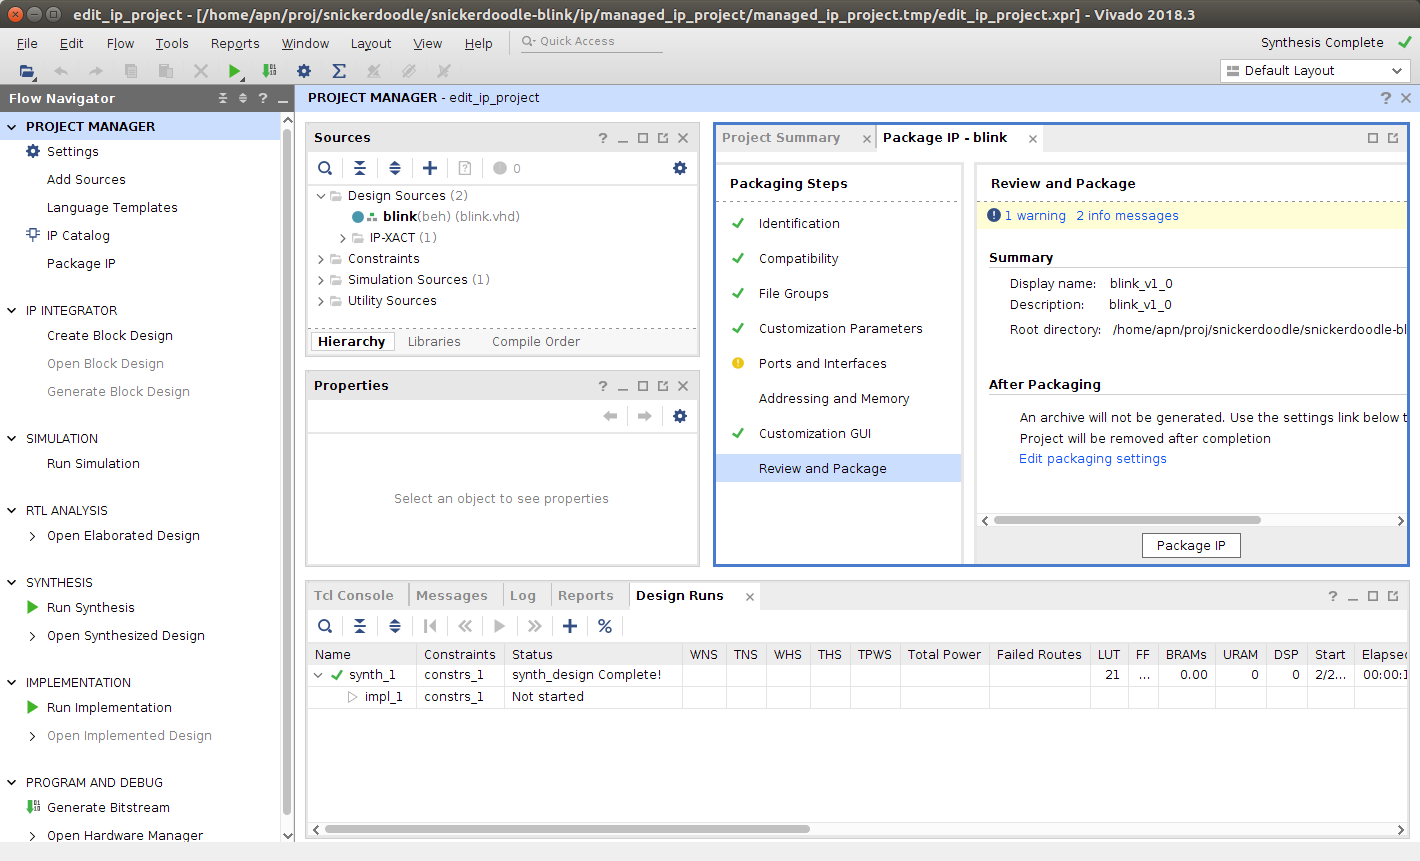 edit_ip_project - [/home/apn/proj/snickerdoodle/snickerdoodle-blink/ip/managed_ip_project/managed_ip_project.tmp/edit_ip_project.xpr] - Vivado 2018.3
File Edit Flow Tools Reports Window Layout View Help Quick Access Synthesis Complete
Default Layout
Flow Navigator
PROJECT MANAGER
Settings
Add Sources
Language Templates
IP Catalog
Package IP
IP INTEGRATOR
Create Block Design
Open Block Design
Generate Block Design
SIMULATION
Run Simulation
RTL ANALYSIS
Open Elaborated Design
SYNTHESIS
Run Synthesis
Open Synthesized Design
IMPLEMENTATION
Run Implementation
Open Implemented Design
PROGRAM AND DEBUG
Generate Bitstream
Open Hardware Manager
PROJECT MANAGER - edit_ip_project
Sources
0
Design Sources (2)
blink(beh) (blink.vhd)
IP-XACT (1)
Constraints
Simulation Sources (1)
Utility Sources
Hierarchy Libraries Compile Order
Properties
Select an object to see properties
Project Summary Package IP - blink
Packaging Steps
Identification
Compatibility
File Groups
Customization Parameters
Ports and Interfaces
Addressing and Memory
Customization GUI
Review and Package
Review and Package
1 warning 2 info messages
Summary
Display name: blink_v1_0
Description: blink_v1_0
Root directory: /home/apn/proj/snickerdoodle/snickerdoodle-bl
After Packaging
An archive will not be generated. Use the settings link below t
Project will be removed after completion
Edit packaging settings
Package IP
Tcl Console Messages Log Reports Design Runs
Name Constraints Status WNS TNS WHS THS TPWS Total Power Failed Routes LUT FF BRAMs URAM DSP Start Elapsed
synth_1 constrs_1 synth_design Complete! 21 ... 0.00 0 0 2/2... 00:00:1
impl_1 constrs_1 Not started